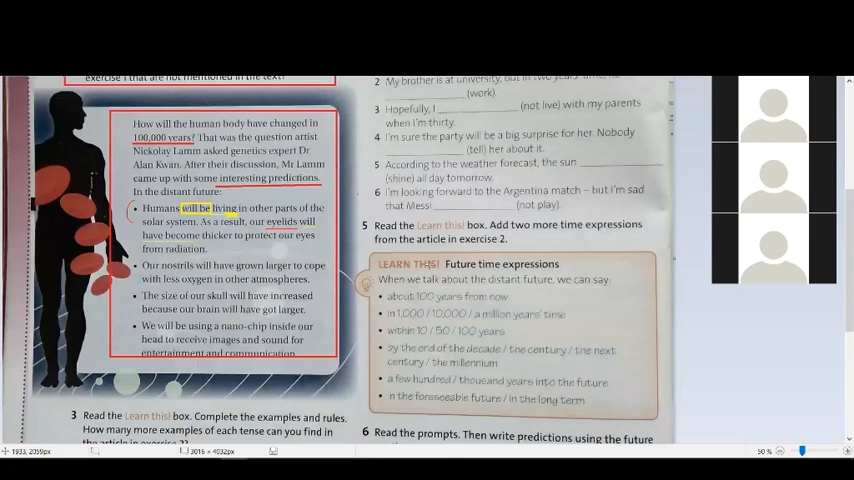 exercise 1 that are not mentioned in the text?
How will the human body have changed in
100,000 years? That was the question artist
Nickolay Lamm asked genetics expert Dr
Alan Kwan. After their discussion, Mr Lamm
came up with some interesting predictions.
In the distant future:
• Humans will be living in other parts of the
solar system. As a result, our eyelids will
have become thicker to protect our eyes
from radiation.
• Our nostrils will have grown larger to cope
with less oxygen in other atmospheres.
• The size of our skull will have increased
because our brain will have got larger.
• We will be using a nano-chip inside our
head to receive images and sound for
entertainment and communication
3 Read the Learn this! box. Complete the examples and rules.
How many more examples of each tense can you find in
the article in exercise 2?
2 My brother is at university, but in two years' time, he
(work).
3 Hopefully, I (not live) with my parents
when I'm thirty.
4 I'm sure the party will be a big surprise for her. Nobody
(tell) her about it.
5 According to the weather forecast, the sun
(shine) all day tomorrow.
6 I'm looking forward to the Argentina match – but I'm sad
that Messi (not play).
5 Read the Learn this! box. Add two more time expressions
from the article in exercise 2.
LEARN THIS! Future time expressions
When we talk about the distant future, we can say:
• about 100 years from now
• in 1,000 / 10,000 / a million years' time
• within 10 / 50 / 100 years
• by the end of the decade / the century / the next
century / the millennium
• a few hundred / thousand years into the future
• in the foreseeable future / in the long term
6 Read the prompts. Then write predictions using the future
1933, 2059px
3016 × 4032px
50 %